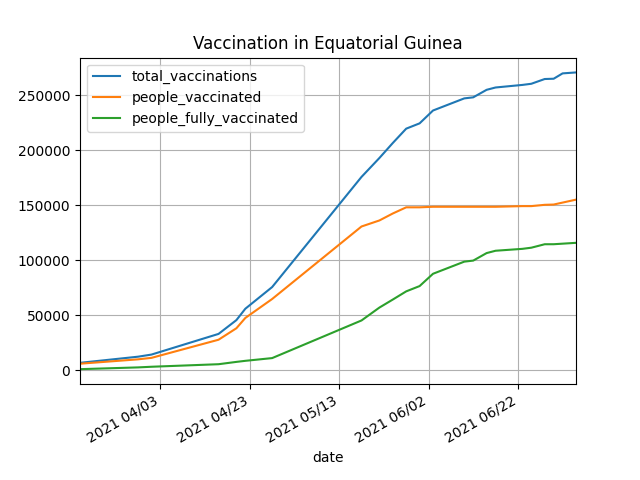 Vaccination in Equatorial Guinea
total_vaccinations
people_vaccinated
people_fully_vaccinated
250000
200000
150000
100000
50000
0
2021 04/03
2021 04/23
2021 05/13
2021 06/02
2021 06/22
date